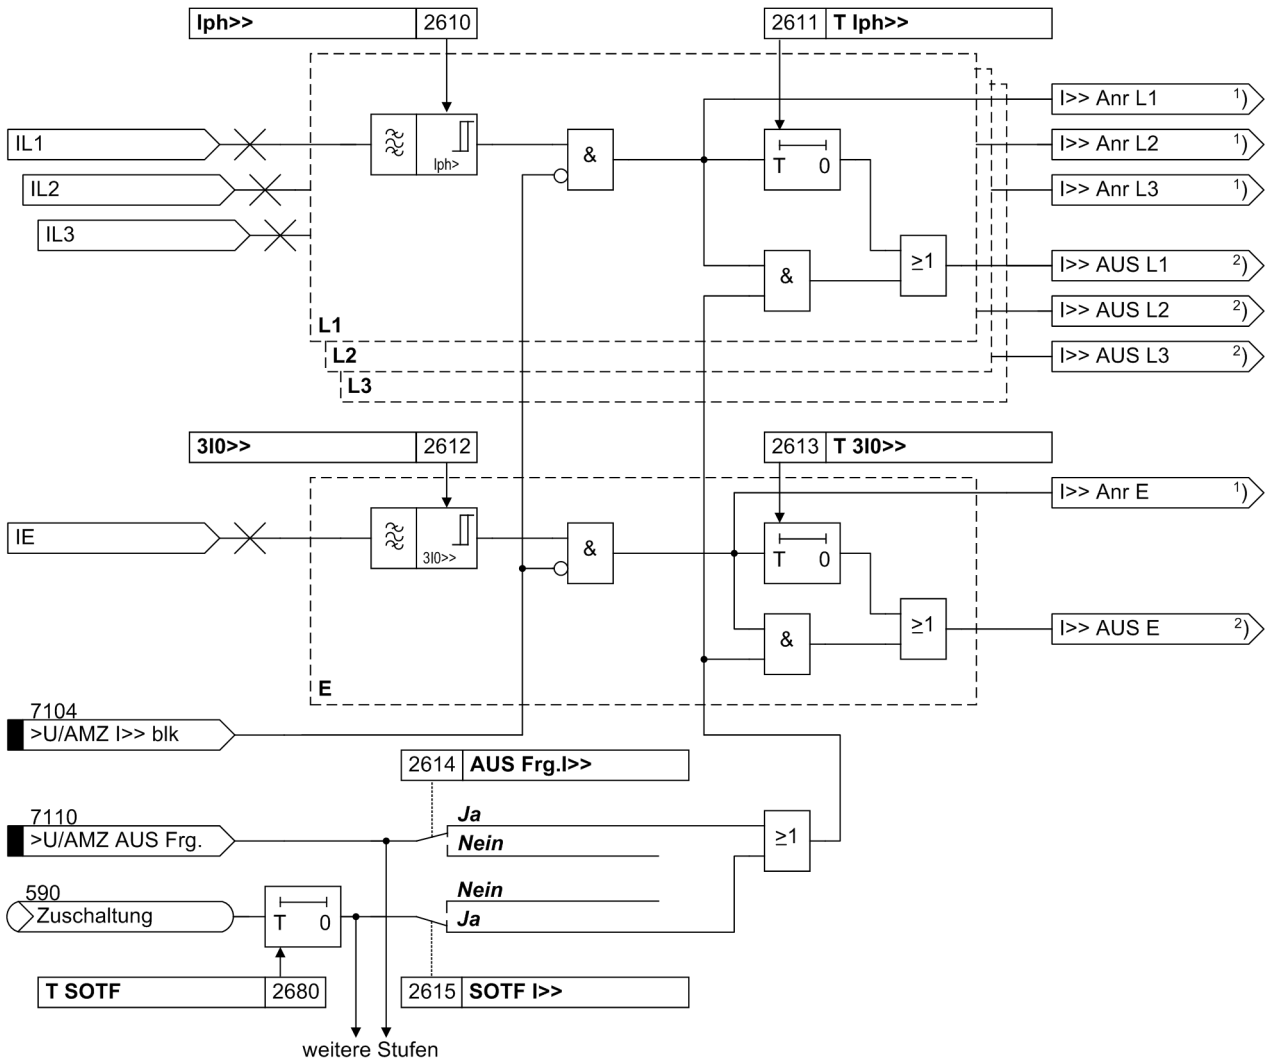 Iph>> 2610
2611 T Iph>>
I>> Anr L1 1)
IL1
Iph>
&
T 0
I>> Anr L2 1)
IL2
I>> Anr L3 1)
IL3
&
≥1
I>> AUS L1 2)
I>> AUS L2 2)
L1
L2
I>> AUS L3 2)
L3
3I0>> 2612
2613 T 3I0>>
I>> Anr E 1)
IE
3I0>>
&
T 0
&
≥1
I>> AUS E 2)
E
7104
>U/AMZ I>> blk
2614 AUS Frg.I>>
7110
>U/AMZ AUS Frg.
Ja
Nein
≥1
590
Zuschaltung
T 0
Nein
Ja
T SOTF 2680
2615 SOTF I>>
weitere Stufen